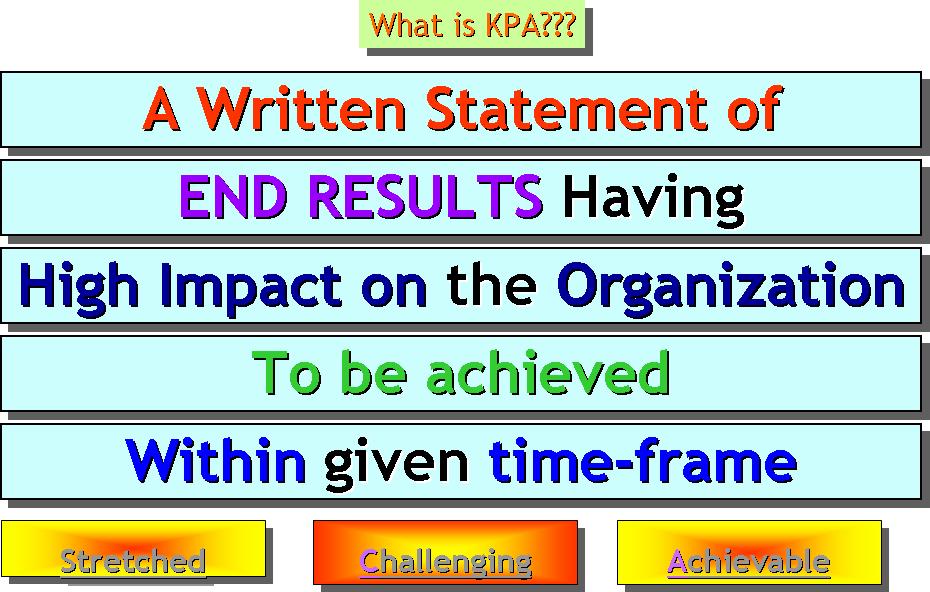 What is KPA???
A Written Statement of
END RESULTS Having
High Impact on the Organization
To be achieved
Within given time-frame
Stretched
Challenging
Achievable